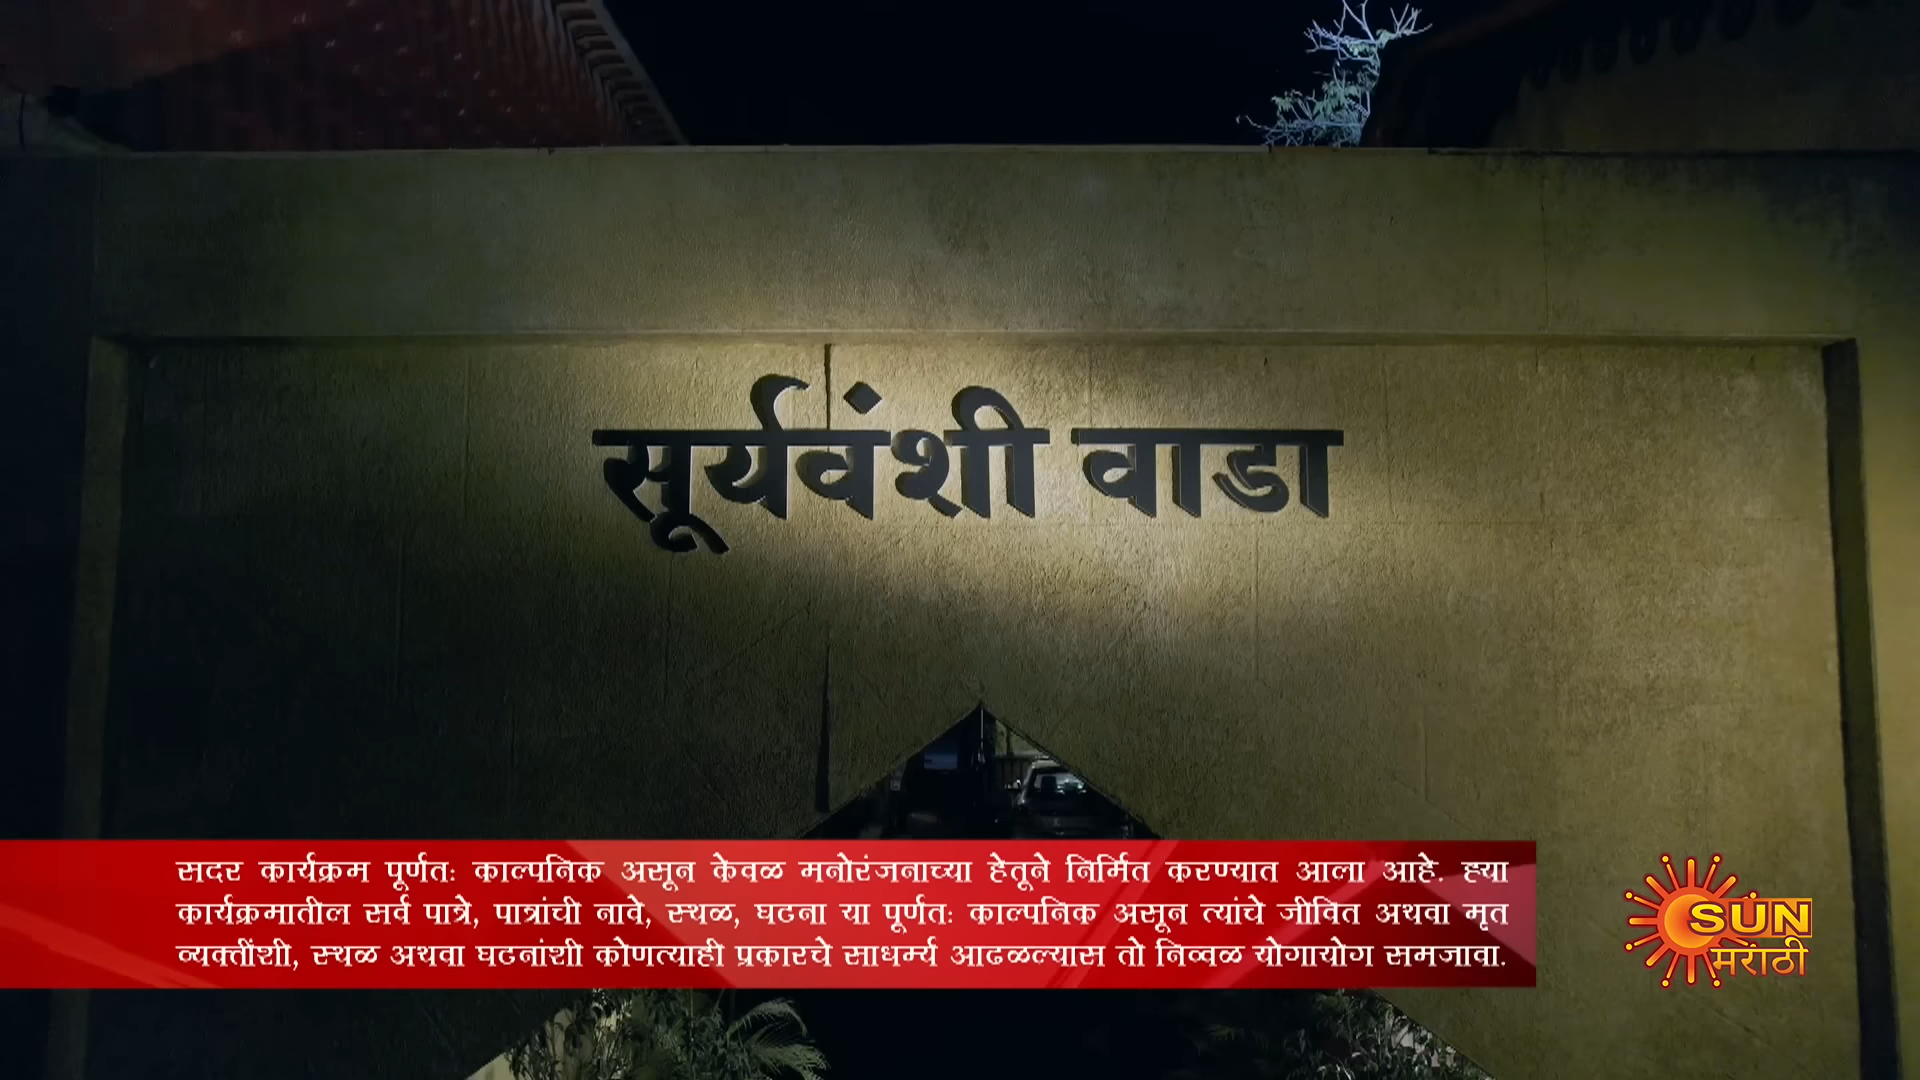 सूर्यवंशी वाडा
सदर कार्यक्रम पूर्णतः काल्पनिक असून केवळ मनोरंजनाच्या हेतूने निर्मित करण्यात आला आहे. ह्या
कार्यक्रमातील सर्व पात्रे, पात्रांची नावे, स्थळ, घटना या पूर्णतः काल्पनिक असून त्यांचे जीवित अथवा मृत
व्यक्तींशी, स्थळ अथवा घटनांशी कोणत्याही प्रकारचे साधर्म्य आढळल्यास तो निव्वळ योगायोग समजावा.
SUN
मराठी